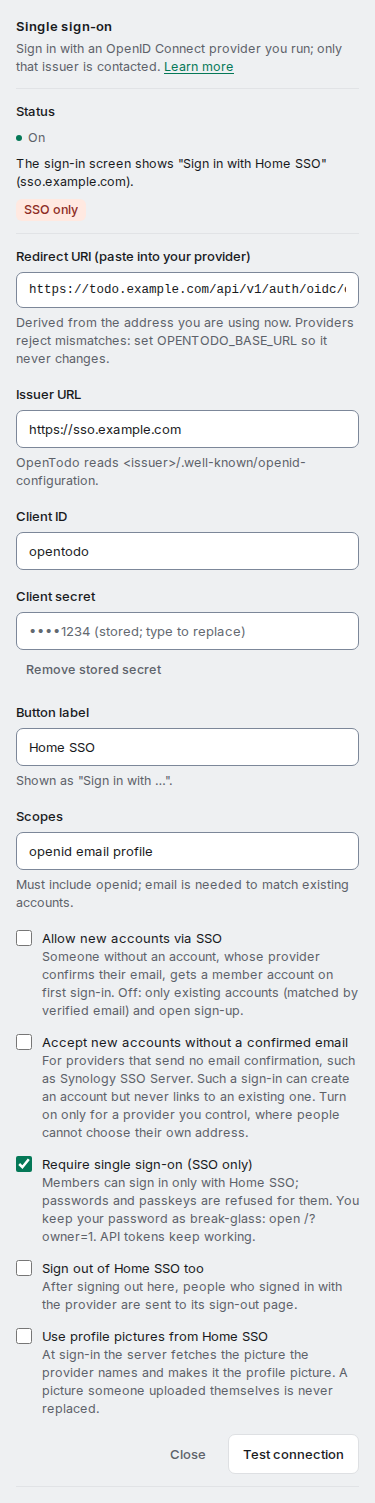 Single sign-on
Sign in with an OpenID Connect provider you run; only
that issuer is contacted. Learn more
Status
On
The sign-in screen shows "Sign in with Home SSO"
(sso.example.com).
SSO only
Redirect URI (paste into your provider)
https://todo.example.com/api/v1/auth/oidc/
Derived from the address you are using now. Providers
reject mismatches: set OPENTODO_BASE_URL so it
never changes.
Issuer URL
https://sso.example.com
OpenTodo reads <issuer>/.well-known/openid-
configuration.
Client ID
opentodo
Client secret
••••1234 (stored; type to replace)
Remove stored secret
Button label
Home SSO
Shown as "Sign in with ...".
Scopes
openid email profile
Must include openid; email is needed to match existing
accounts.
Allow new accounts via SSO
Someone without an account, whose provider
confirms their email, gets a member account on
first sign-in. Off: only existing accounts (matched by
verified email) and open sign-up.
Accept new accounts without a confirmed email
For providers that send no email confirmation, such
as Synology SSO Server. Such a sign-in can create
an account but never links to an existing one. Turn
on only for a provider you control, where people
cannot choose their own address.
Require single sign-on (SSO only)
Members can sign in only with Home SSO;
passwords and passkeys are refused for them. You
keep your password as break-glass: open /?
owner=1. API tokens keep working.
Sign out of Home SSO too
After signing out here, people who signed in with
the provider are sent to its sign-out page.
Use profile pictures from Home SSO
At sign-in the server fetches the picture the
provider names and makes it the profile picture. A
picture someone uploaded themselves is never
replaced.
Close
Test connection